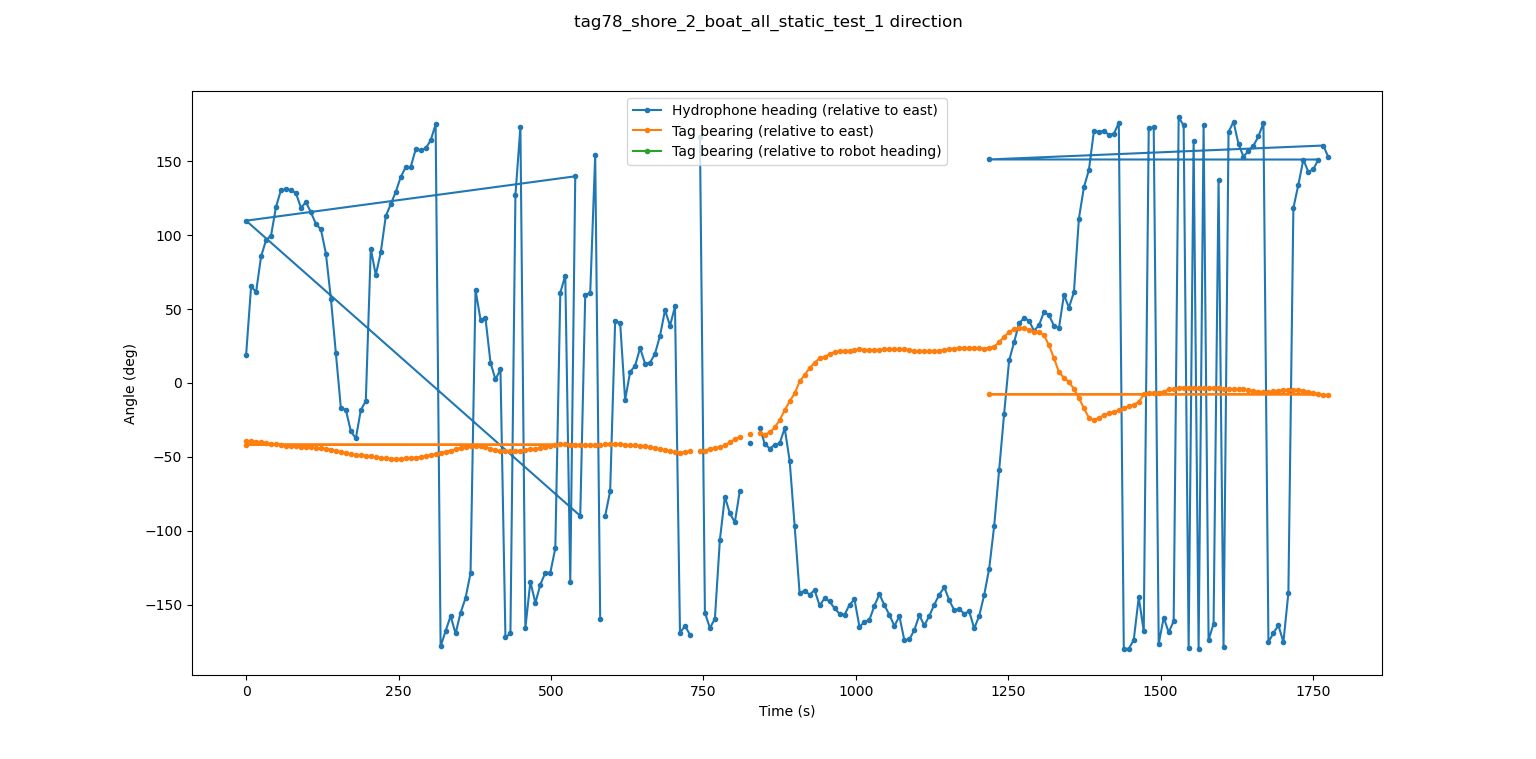 tag78_shore_2_boat_all_static_test_1 direction
Hydrophone heading (relative to east)
Tag bearing (relative to east)
Tag bearing (relative to robot heading)
Angle (deg)
150
100
50
0
−50
−100
−150
0 250 500 750 1000 1250 1500 1750
Time (s)